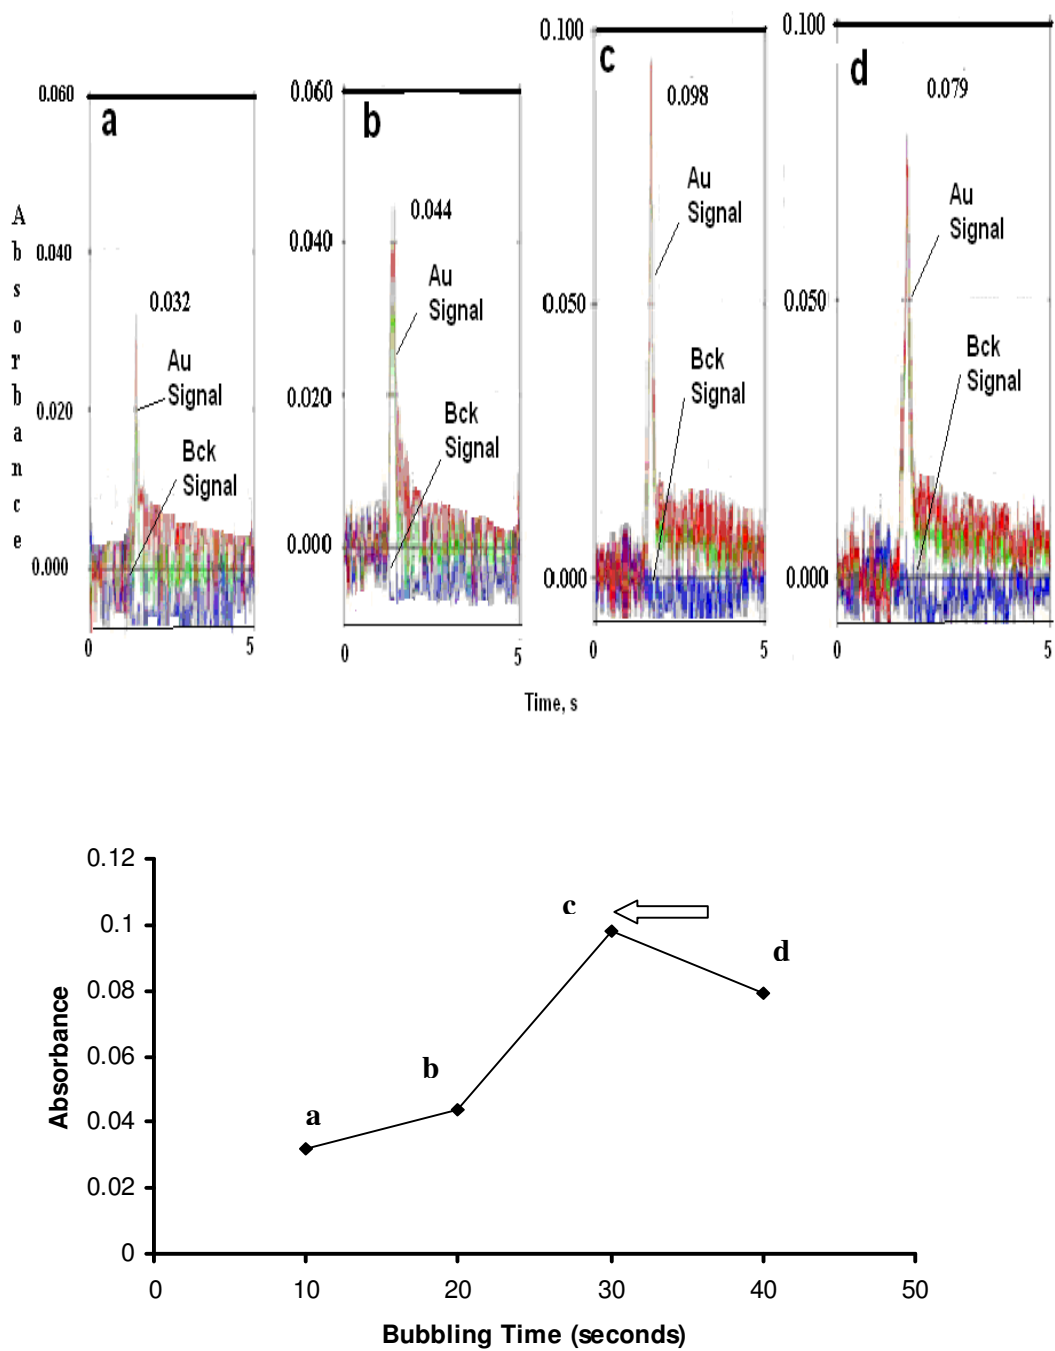 a
0.060
0.040
0.020
0.000
0.032
Au
Signal
Bck
Signal
0
5
Absorbance
b
0.060
0.040
0.020
0.000
0.044
Au
Signal
Bck
Signal
0
5
c
0.100
0.050
0.000
0.098
Au
Signal
Bck
Signal
0
5
d
0.100
0.050
0.000
0.079
Au
Signal
Bck
Signal
0
5
Time, s
0.12
0.1
0.08
0.06
0.04
0.02
0
Absorbance
a
b
c
d
0 10 20 30 40 50
Bubbling Time (seconds)